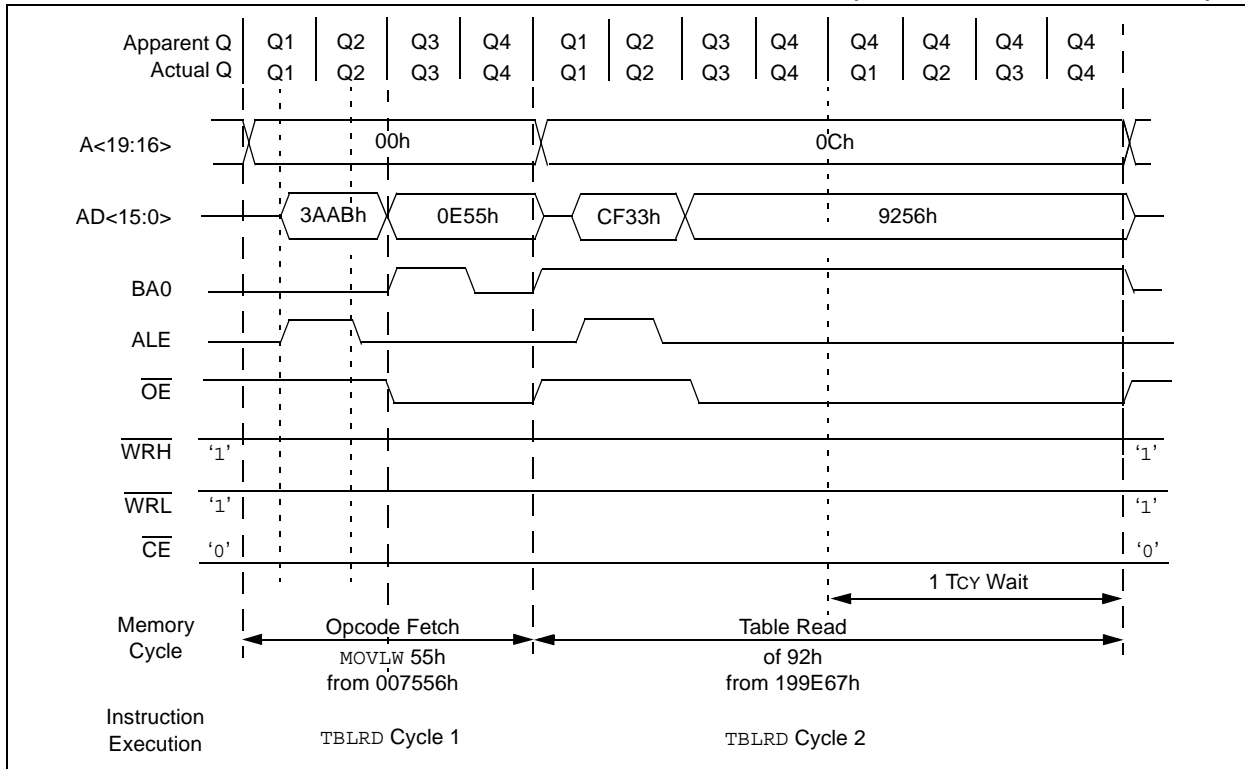 Apparent Q Q1 Q2 Q3 Q4 Q1 Q2 Q3 Q4 Q4 Q4 Q4 Q4
Actual Q Q1 Q2 Q3 Q4 Q1 Q2 Q3 Q4 Q1 Q2 Q3 Q4
A<19:16> 00h 0Ch
AD<15:0> 3AABh 0E55h CF33h 9256h
BA0
ALE
OE
WRH ‘1’ ‘1’
WRL ‘1’ ‘1’
CE ‘0’ ‘0’
1 TCY Wait
Memory
Cycle
Opcode Fetch
MOVLW 55h
from 007556h
Table Read
of 92h
from 199E67h
Instruction
Execution
TBLRD Cycle 1
TBLRD Cycle 2